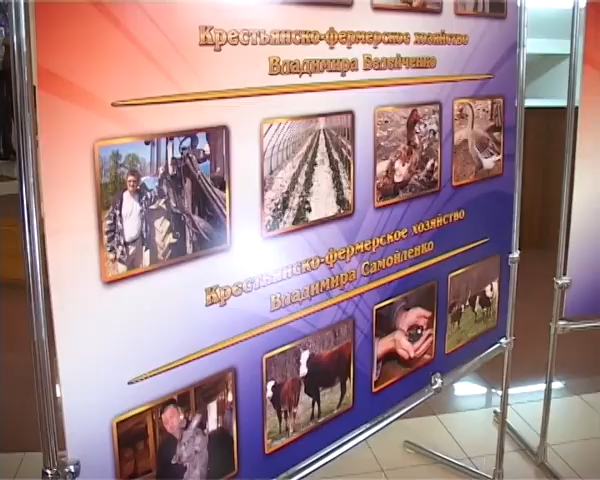 Крестьянско-фермерское хозяйство
Владимира Белейченко
Крестьянско-фермерское хозяйство
Владимира Самойленко